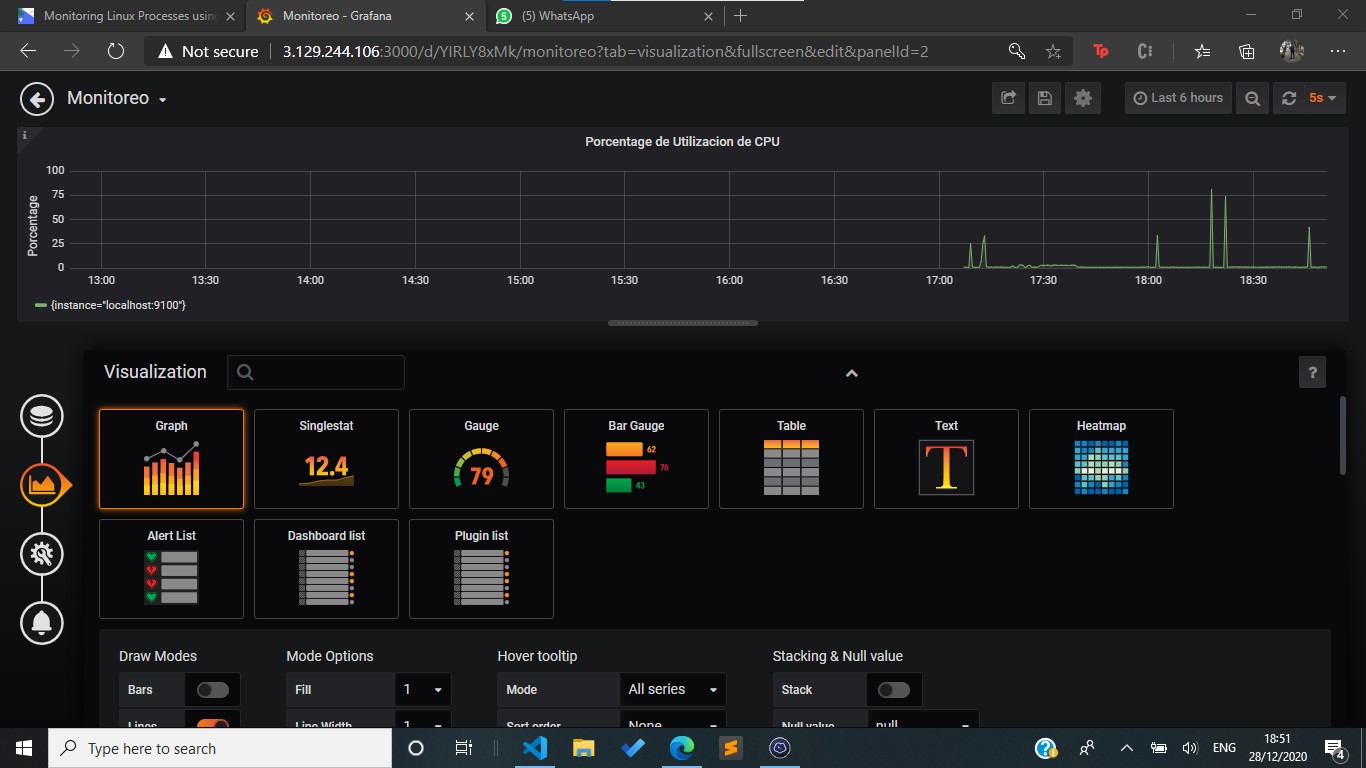 Monitoring Linux Processes usin
Monitoreo - Grafana
(5) WhatsApp
Not secure
3.129.244.106:3000/d/YIRLY8xMk/monitoreo?tab=visualization&fullscreen&edit&panelId=2
Monitoreo
Last 6 hours
5s
Porcentage de Utilizacion de CPU
Porcentage
100
75
50
25
0
13:00 13:30 14:00 14:30 15:00 15:30 16:00 16:30 17:00 17:30 18:00 18:30
{instance="localhost:9100"}
Visualization
?
Graph Singlestat Gauge Bar Gauge Table Text Heatmap
12.4
79
62
76
43
T
Alert List Dashboard list Plugin list
Draw Modes Mode Options Hover tooltip Stacking & Null value
Bars Fill 1 Mode All series Stack
Lines Line Width 1 Sort order None Null value null
Type here to search
ENG
18:51
28/12/2020
4